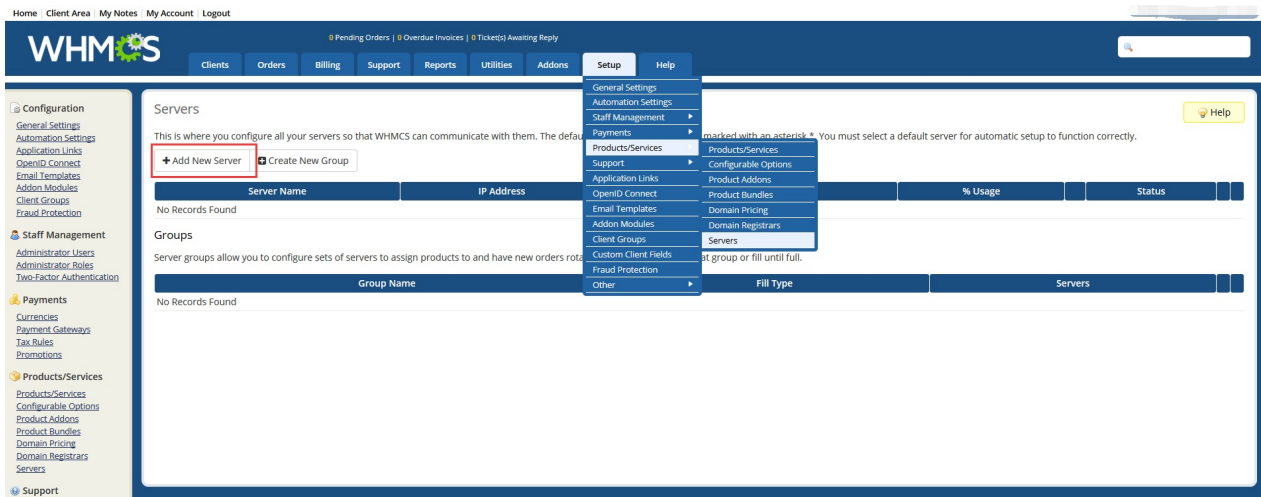 Home | Client Area | My Notes | My Account | Logout
WHMCS
0 Pending Orders | 0 Overdue Invoices | 0 Ticket(s) Awaiting Reply
Clients Orders Billing Support Reports Utilities Addons Setup Help
General Settings
Automation Settings
Staff Management
Payments
Products/Services
Support
Application Links
OpenID Connect
Email Templates
Addon Modules
Client Groups
Custom Client Fields
Fraud Protection
Other
Products/Services
Configurable Options
Product Addons
Product Bundles
Domain Pricing
Domain Registrars
Servers
Configuration
General Settings
Automation Settings
Application Links
OpenID Connect
Email Templates
Addon Modules
Client Groups
Fraud Protection
Staff Management
Administrator Users
Administrator Roles
Two-Factor Authentication
Payments
Currencies
Payment Gateways
Tax Rules
Promotions
Products/Services
Products/Services
Configurable Options
Product Addons
Product Bundles
Domain Pricing
Domain Registrars
Servers
Support
Servers
Help
This is where you configure all your servers so that WHMCS can communicate with them. The defau marked with an asterisk *. You must select a default server for automatic setup to function correctly.
+ Add New Server Create New Group
Server Name IP Address % Usage Status
No Records Found
Groups
Server groups allow you to configure sets of servers to assign products to and have new orders rota at group or fill until full.
Group Name Fill Type Servers
No Records Found